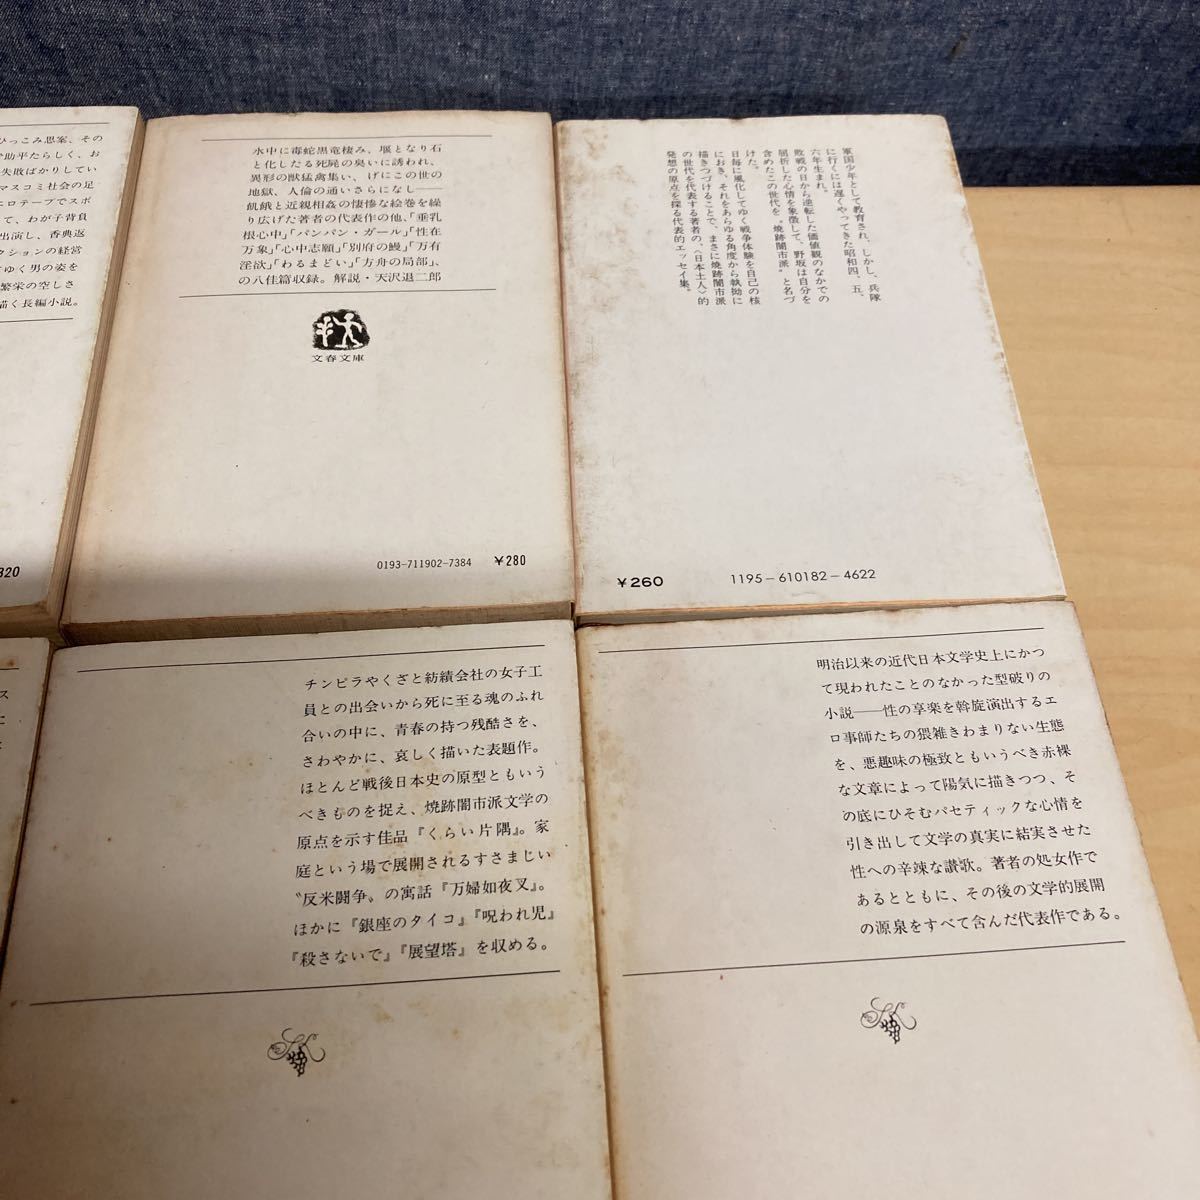 ひっこみ思案、その
助平たらしく、お
失敗ばかりしてい
マスコミ社会の足
ロテープでスポ
て、わが子背負
出演し、香典返
クションの経営
ゆく男の姿を
繁栄の空しさ
描く長編小説。
320
水中に毒蛇黒竜棲み、堰となり石
と化したる死屍の臭いに誘われ、
異形の獣猛禽集い、げにこの世の
地獄、人倫の通いさらになし——
飢餓と近親相姦の悽惨な絵巻を繰
り広げた著者の代表作の他、「垂乳
根心中」「パンパン・ガール」「性在
万象」「心中志願」「別府の鰻」「万有
淫欲」「わるまどい」「方舟の局部」、
の八佳篇収録。解説・天沢退二郎
文春文庫
0193-711902-7384 ￥280
軍国少年として教育され、しかし、兵隊
に行くには遅くやってきた昭和四、五、
六年生まれ。
敗戦の日から逆転した価値観のなかでの
屈折した心情を象徴して、野坂は自分を
含めたこの世代を〝焼跡闇市派〟と名づ
けた。
日毎に風化してゆく戦争体験を自己の核
におき、それをあらゆる角度から執拗に
描きつづけることで、まさに焼跡闇市派
の世代を代表する著者の、〈日本土人〉的
発想の原点を探る代表的エッセイ集。
￥260 1195-610182-4622
ス
に
チンピラやくざと紡績会社の女子工
員との出会いから死に至る魂のふれ
合いの中に、青春の持つ残酷さを、
さわやかに、哀しく描いた表題作。
ほとんど戦後日本史の原型ともいう
べきものを捉え、焼跡闇市派文学の
原点を示す佳品『くらい片隅』。家
庭という場で展開されるすさまじい
〝反米闘争〟の寓話『万婦如夜叉』。
ほかに『銀座のタイコ』『呪われ児』
『殺さないで』『展望塔』を収める。
明治以来の近代日本文学史上にかつ
て現われたことのなかった型破りの
小説——性の享楽を斡旋演出するエ
ロ事師たちの猥雑きわまりない生態
を、悪趣味の極致ともいうべき赤裸
な文章によって陽気に描きつつ、そ
の底にひそむパセティックな心情を
引き出して文学の真実に結実させた
性への辛辣な讃歌。著者の処女作で
あるとともに、その後の文学的展開
の源泉をすべて含んだ代表作である。